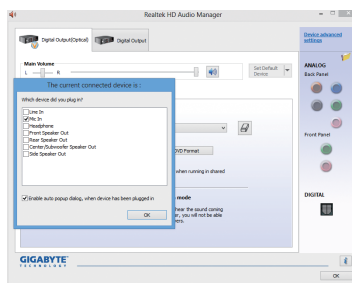 Realtek HD Audio Manager
Device advanced settings
Digital Output(Optical)
Digital Output
Main Volume
L
R
Set Default Device
ANALOG
Back Panel
The current connected device is :
Which device did you plug in?
Line In
Mic In
Headphone
Front Speaker Out
Rear Speaker Out
Center/Subwoofer Speaker Out
Side Speaker Out
Enable auto popup dialog, when device has been plugged in
OK
DVD Format
when running in shared
mode
hear the sound coming
er, you will not be able
Front Panel
DIGITAL
GIGABYTE
TECHNOLOGY
OK